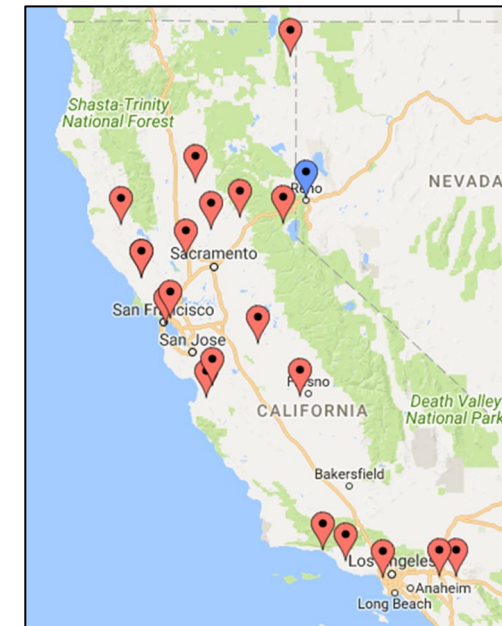 Shasta-Trinity
National Forest
Reno
NEVADA
Sacramento
San Francisco
San Jose
Fresno
CALIFORNIA
Death Valley
National Park
Bakersfield
Los Angeles
Anaheim
Long Beach